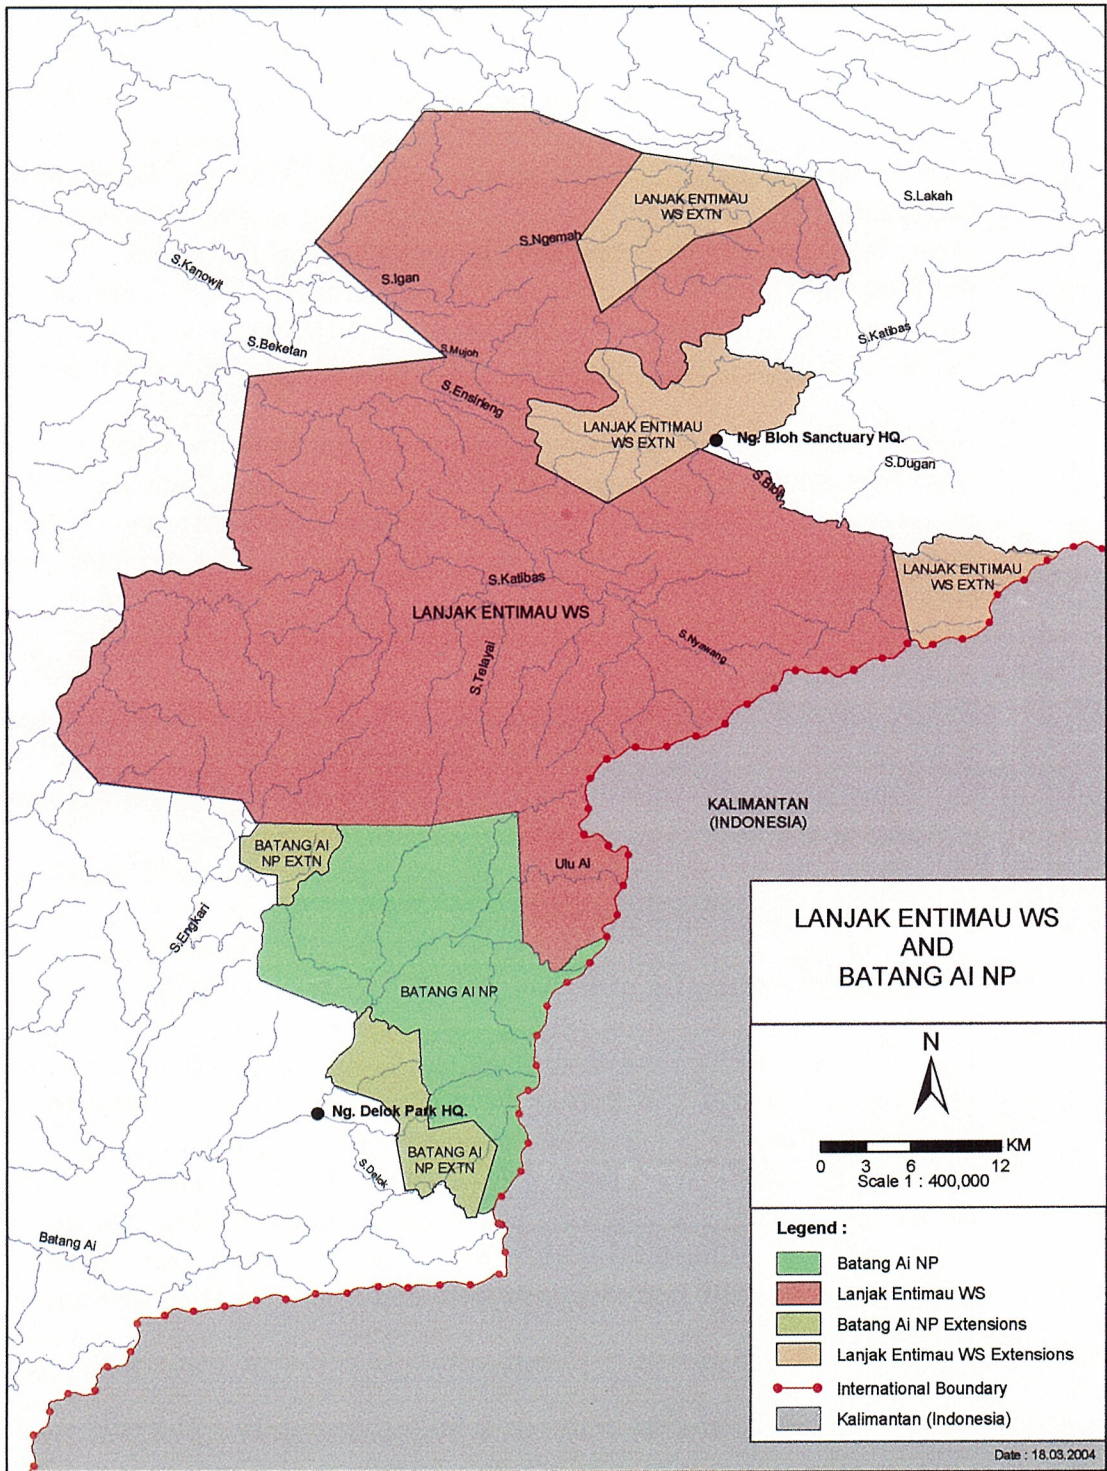 LANJAK ENTIMAU
WS EXTN
S.Lakah
S.Ngemah
S.Kanowit
S.Igan
S.Katibas
S.Beketan
S.Mujoh
S.Ensirieng
LANJAK ENTIMAU
WS EXTN
Ng. Bloh Sanctuary HQ.
S.Dugan
S.Bloh
LANJAK ENTIMAU
WS EXTN
S.Katibas
LANJAK ENTIMAU WS
S.Nyawang
S.Telayai
KALIMANTAN
(INDONESIA)
BATANG AI
NP EXTN
Ulu Ai
S.Engkari
BATANG AI NP
Ng. Delok Park HQ.
BATANG AI
NP EXTN
S.Delok
Batang Ai
LANJAK ENTIMAU WS
AND
BATANG AI NP
N
KM
0 3 6 12
Scale 1 : 400,000
Legend :
Batang Ai NP
Lanjak Entimau WS
Batang Ai NP Extensions
Lanjak Entimau WS Extensions
International Boundary
Kalimantan (Indonesia)
Date : 18.03.2004